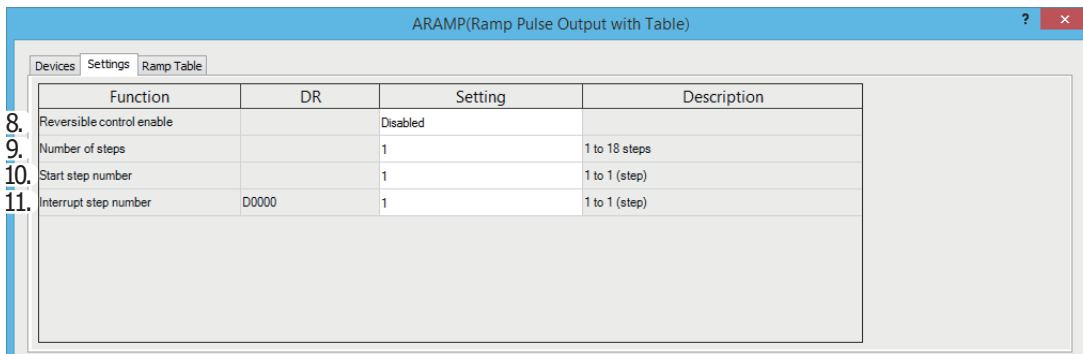 ARAMP(Ramp Pulse Output with Table)
? ×
Devices Settings Ramp Table
Function DR Setting Description
8. Reversible control enable Disabled
9. Number of steps 1 1 to 18 steps
10. Start step number 1 1 to 1 (step)
11. Interrupt step number D0000 1 1 to 1 (step)